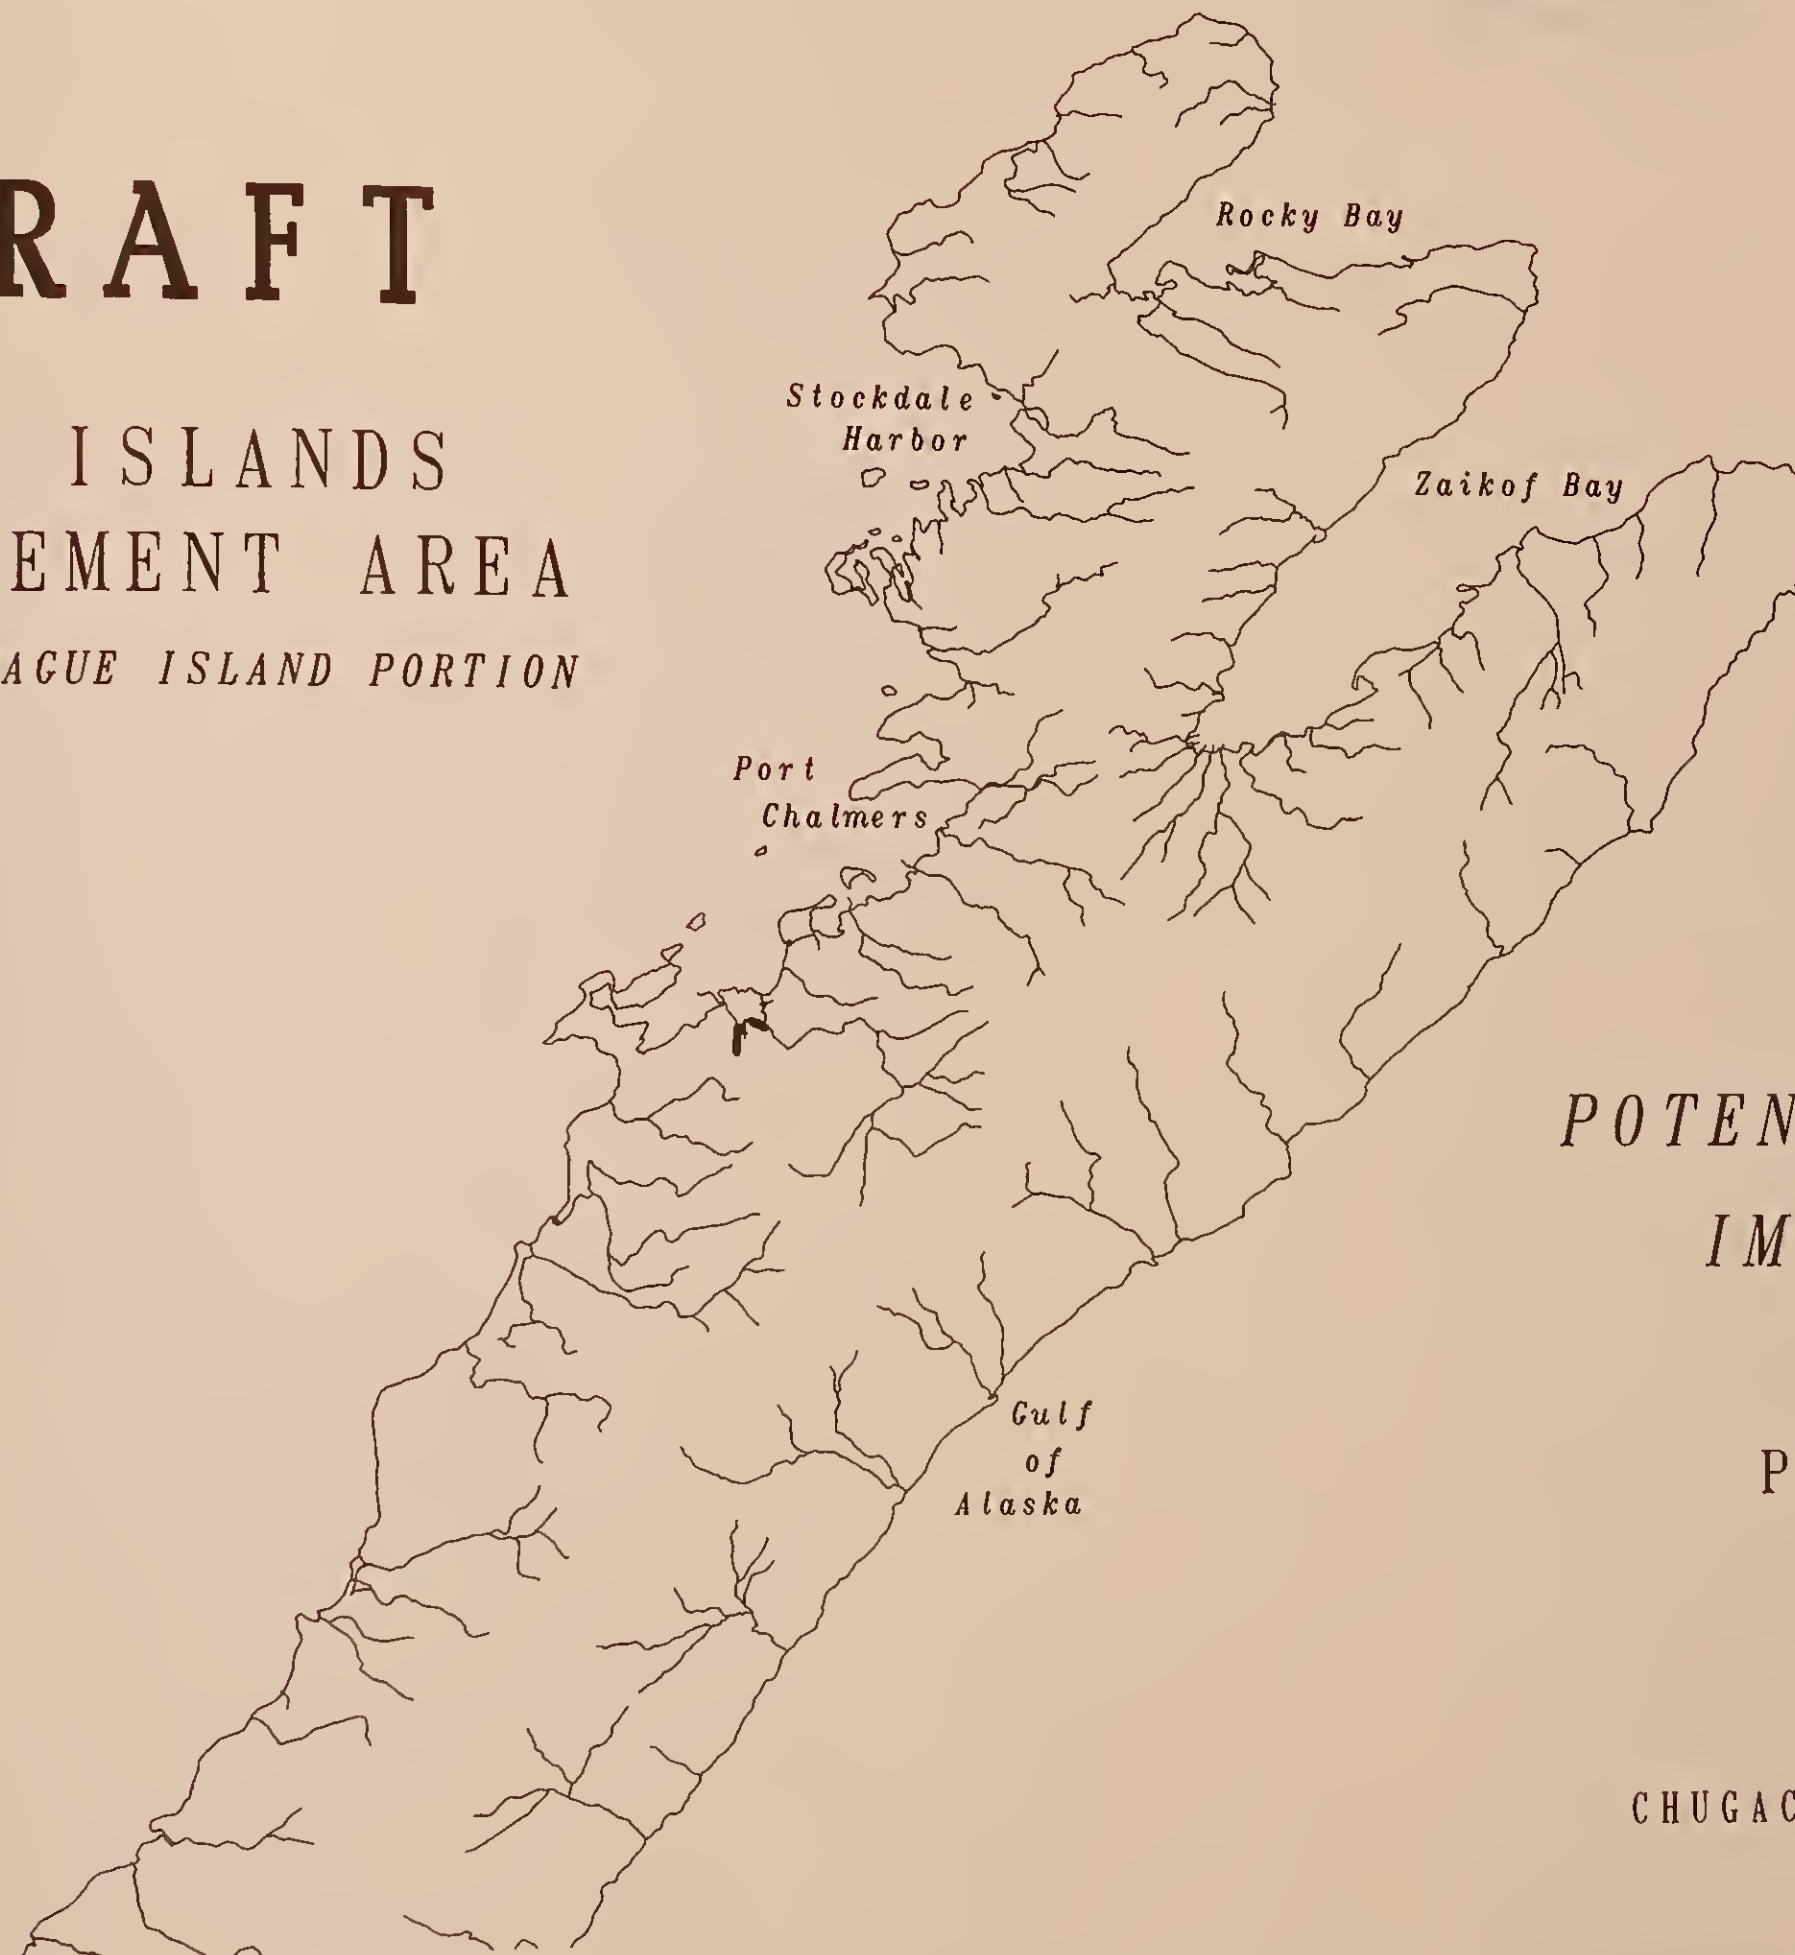 RAFT
ISLANDS
EMENT AREA
AGUE ISLAND PORTION
Rocky Bay
Stockdale
Harbor
Zaikof Bay
Port
Chalmers
POTEN
IM
Gulf
of
Alaska
P
CHUGAC